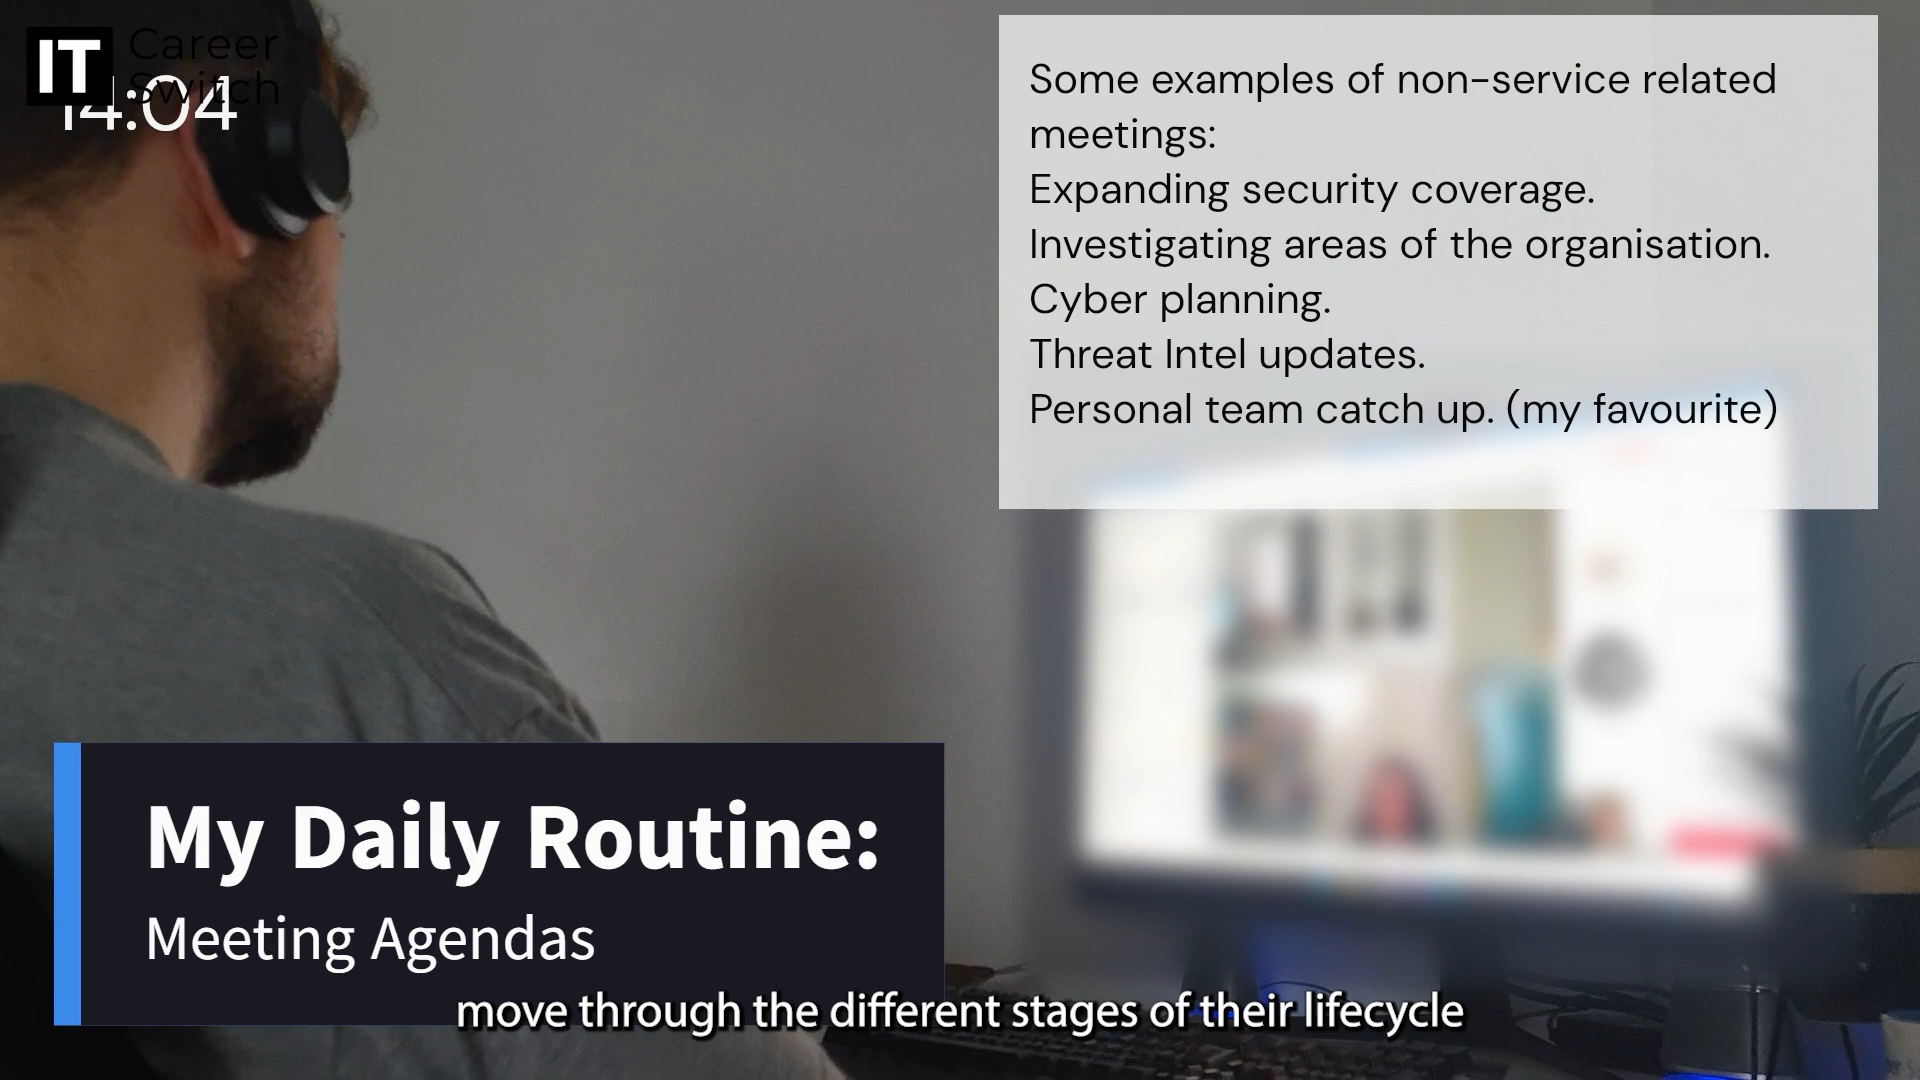 IT Career
Switch
14:04
Some examples of non-service related
meetings:
Expanding security coverage.
Investigating areas of the organisation.
Cyber planning.
Threat Intel updates.
Personal team catch up. (my favourite)
My Daily Routine:
Meeting Agendas
move through the different stages of their lifecycle